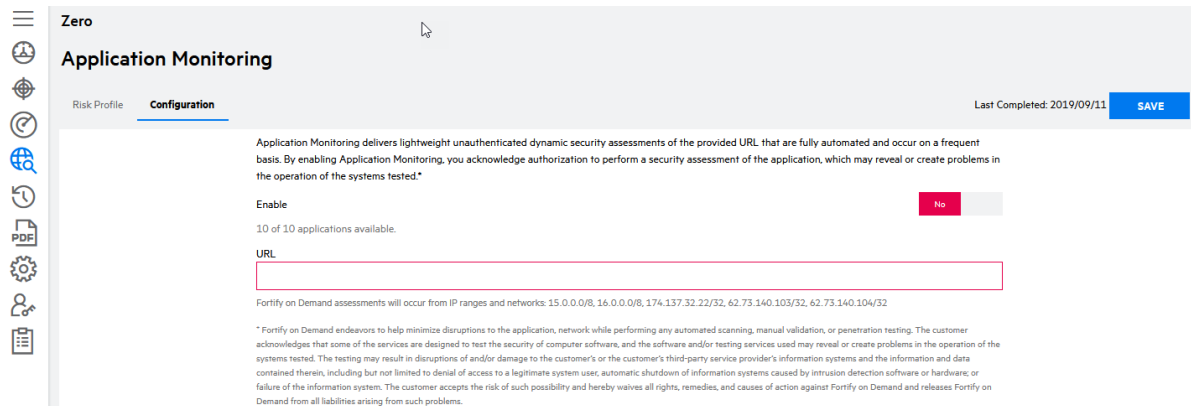 Zero
Application Monitoring
Risk Profile Configuration Last Completed: 2019/09/11 SAVE
Application Monitoring delivers lightweight unauthenticated dynamic security assessments of the provided URL that are fully automated and occur on a frequent
basis. By enabling Application Monitoring, you acknowledge authorization to perform a security assessment of the application, which may reveal or create problems in
the operation of the systems tested.*
Enable No
10 of 10 applications available.
URL
Fortify on Demand assessments will occur from IP ranges and networks: 15.0.0.0/8, 16.0.0.0/8, 174.137.32.22/32, 62.73.140.103/32, 62.73.140.104/32
PDF
* Fortify on Demand endeavors to help minimize disruptions to the application, network while performing any automated scanning, manual validation, or penetration testing. The customer
acknowledges that some of the services are designed to test the security of computer software, and the software and/or testing services used may reveal or create problems in the operation of the
systems tested. The testing may result in disruptions of and/or damage to the customer's or the customer's third-party service provider's information systems and the information and data
contained therein, including but not limited to denial of access to a legitimate system user, automatic shutdown of information systems caused by intrusion detection software or hardware; or
failure of the information system. The customer accepts the risk of such possibility and hereby waives all rights, remedies, and causes of action against Fortify on Demand and releases Fortify on
Demand from all liabilities arising from such problems.